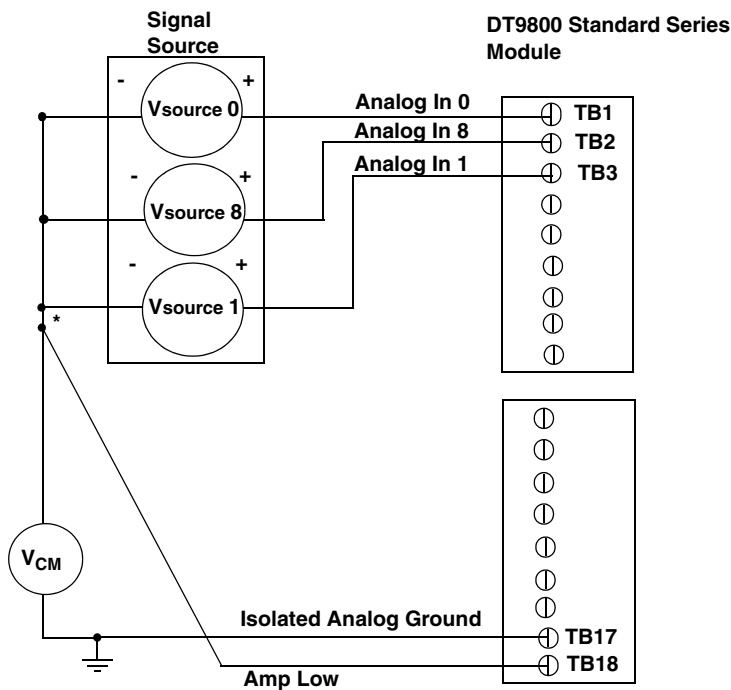 Signal
Source
DT9800 Standard Series
Module
- +
Vsource 0
Analog In 0
TB1
Analog In 8
TB2
- +
Vsource 8
Analog In 1
TB3
- +
Vsource 1
*
VCM
Isolated Analog Ground
TB17
Amp Low
TB18